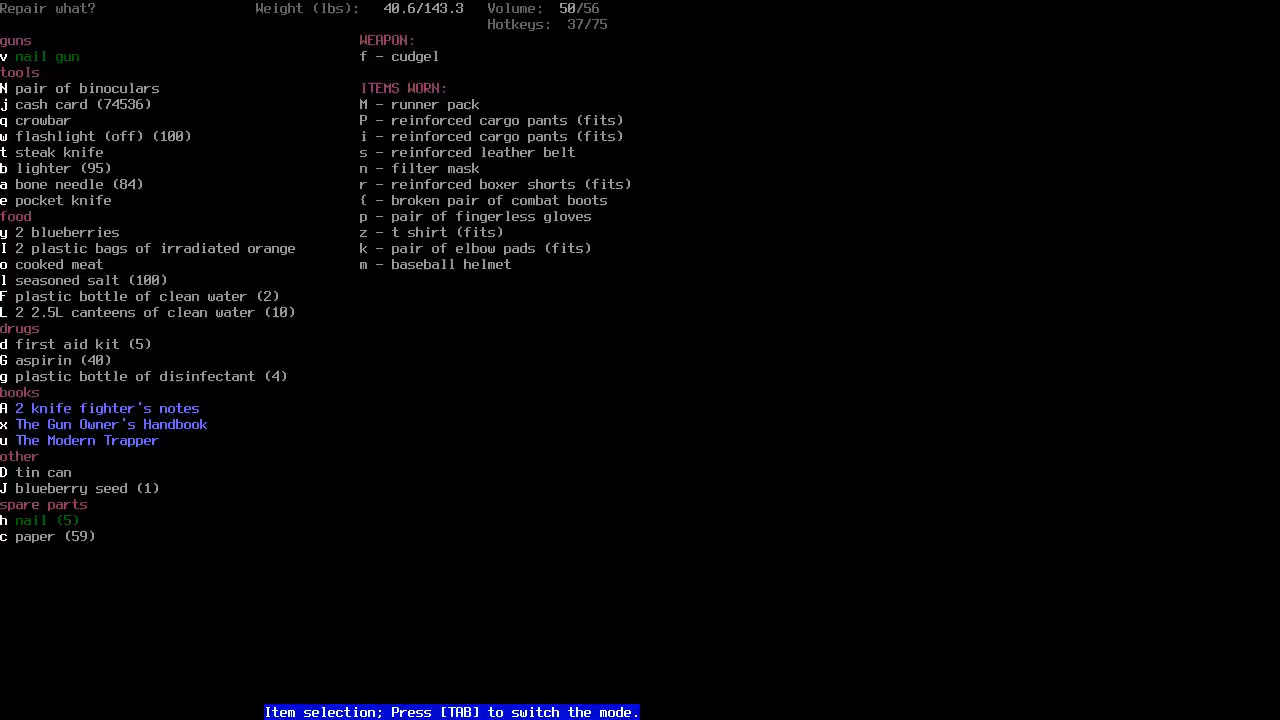 Repair what? Weight (lbs): 40.6/143.3 Volume: 50/56
Hotkeys: 37/75
guns
v nail gun
tools
N pair of binoculars
j cash card (74536)
q crowbar
w flashlight (off) (100)
t steak knife
b lighter (95)
a bone needle (84)
e pocket knife
food
y 2 blueberries
I 2 plastic bags of irradiated orange
o cooked meat
l seasoned salt (100)
F plastic bottle of clean water (2)
L 2 2.5L canteens of clean water (10)
drugs
d first aid kit (5)
G aspirin (40)
g plastic bottle of disinfectant (4)
books
A 2 knife fighter's notes
x The Gun Owner's Handbook
u The Modern Trapper
other
D tin can
J blueberry seed (1)
spare parts
h nail (5)
c paper (59)
WEAPON:
f - cudgel
ITEMS WORN:
M - runner pack
P - reinforced cargo pants (fits)
i - reinforced cargo pants (fits)
s - reinforced leather belt
n - filter mask
r - reinforced boxer shorts (fits)
{ - broken pair of combat boots
p - pair of fingerless gloves
z - t shirt (fits)
k - pair of elbow pads (fits)
m - baseball helmet
Item selection; Press [TAB] to switch the mode.